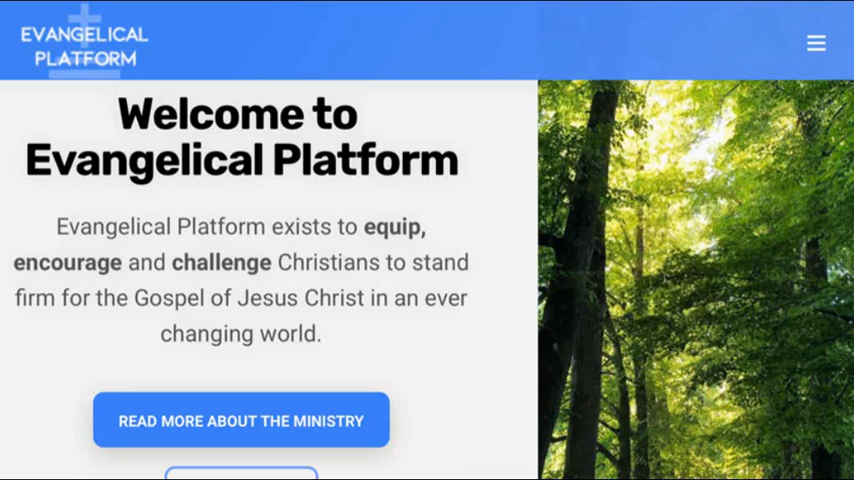 EVANGELICAL
PLATFORM
Welcome to
Evangelical Platform
Evangelical Platform exists to equip,
encourage and challenge Christians to stand
firm for the Gospel of Jesus Christ in an ever
changing world.
READ MORE ABOUT THE MINISTRY